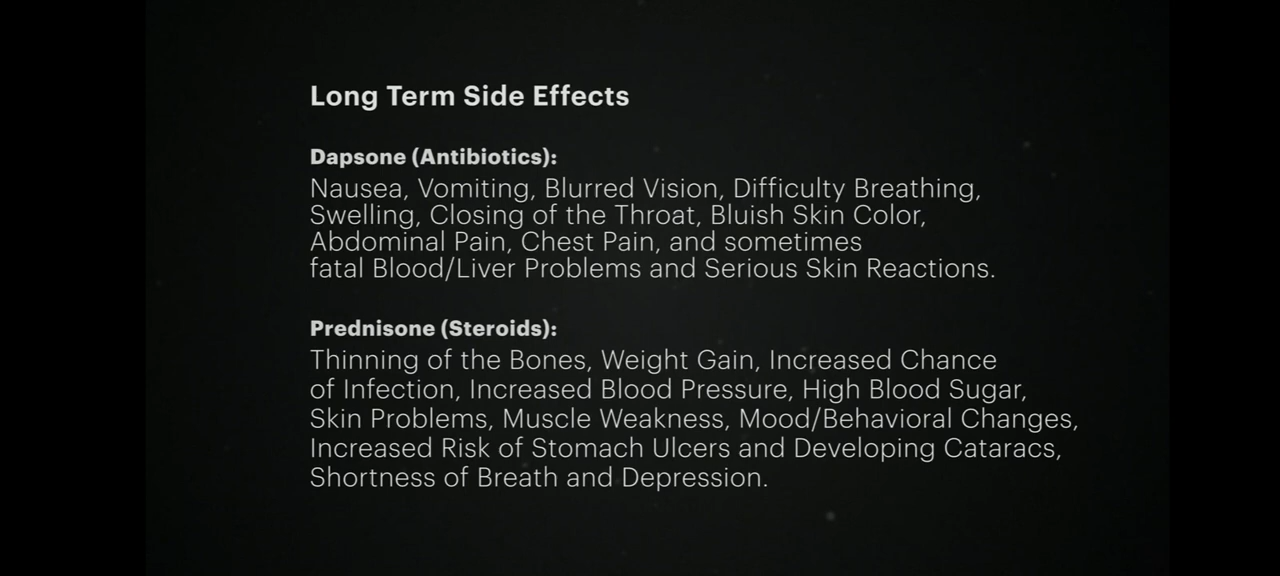 Long Term Side Effects
Dapsone (Antibiotics):
Nausea, Vomiting, Blurred Vision, Difficulty Breathing,
Swelling, Closing of the Throat, Bluish Skin Color,
Abdominal Pain, Chest Pain, and sometimes
fatal Blood/Liver Problems and Serious Skin Reactions.
Prednisone (Steroids):
Thinning of the Bones, Weight Gain, Increased Chance
of Infection, Increased Blood Pressure, High Blood Sugar,
Skin Problems, Muscle Weakness, Mood/Behavioral Changes,
Increased Risk of Stomach Ulcers and Developing Cataracs,
Shortness of Breath and Depression.